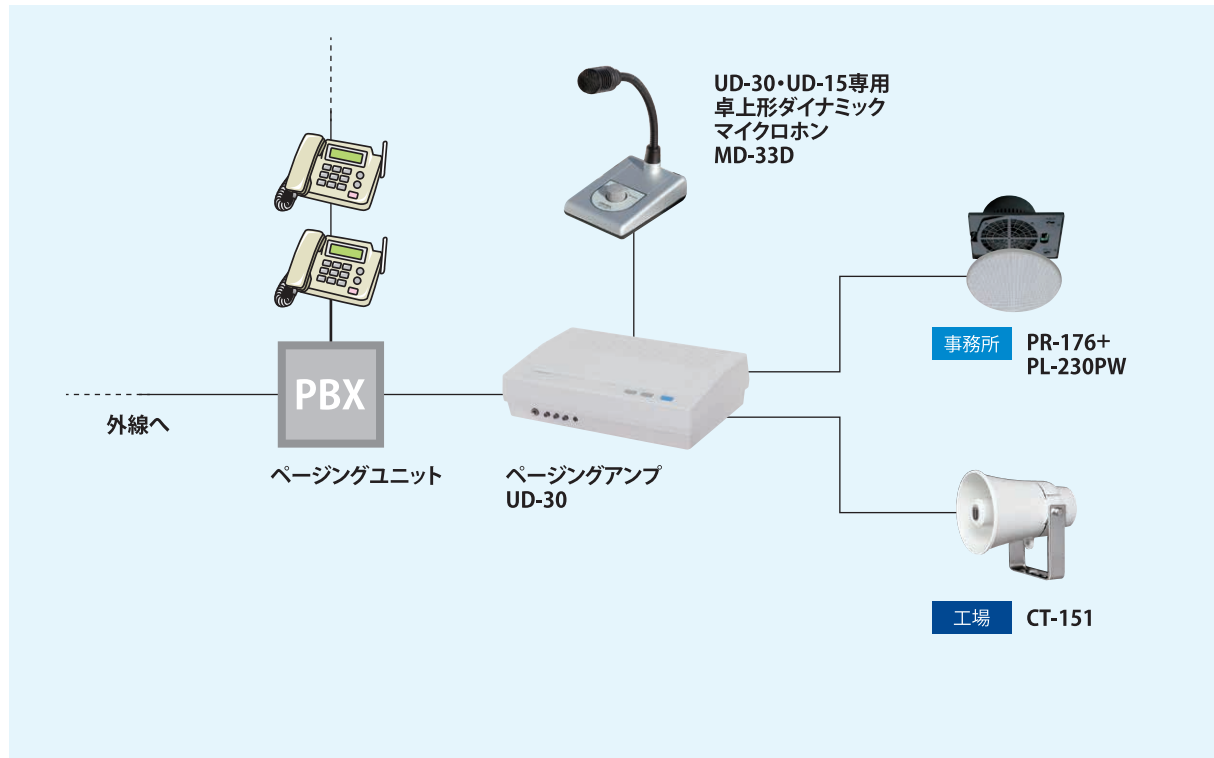 UD-30・UD-15専用
卓上形ダイナミック
マイクロホン
MD-33D
事務所
PR-176+
PL-230PW
PBX
外線へ
ページングユニット
ページングアンプ
UD-30
工場
CT-151